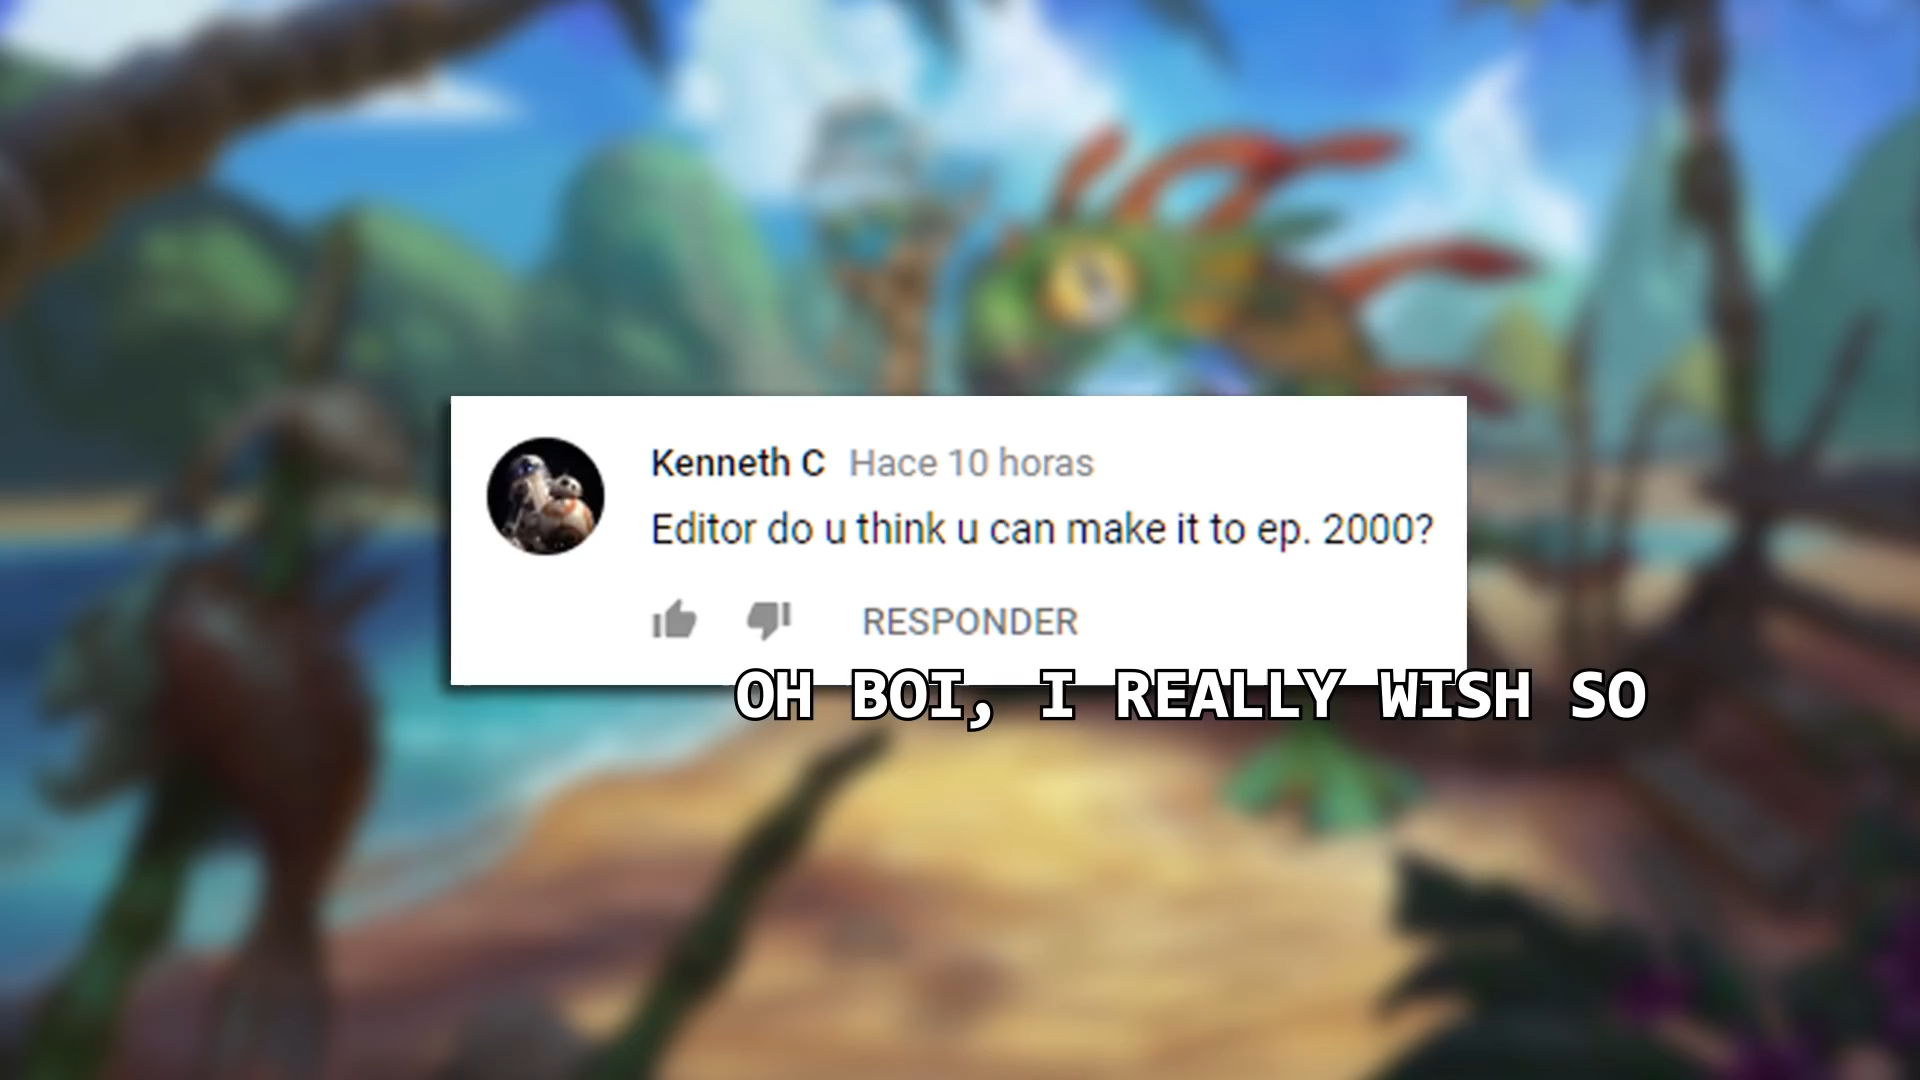 Kenneth C Hace 10 horas
Editor do u think u can make it to ep. 2000?
RESPONDER
OH BOI, I REALLY WISH SO